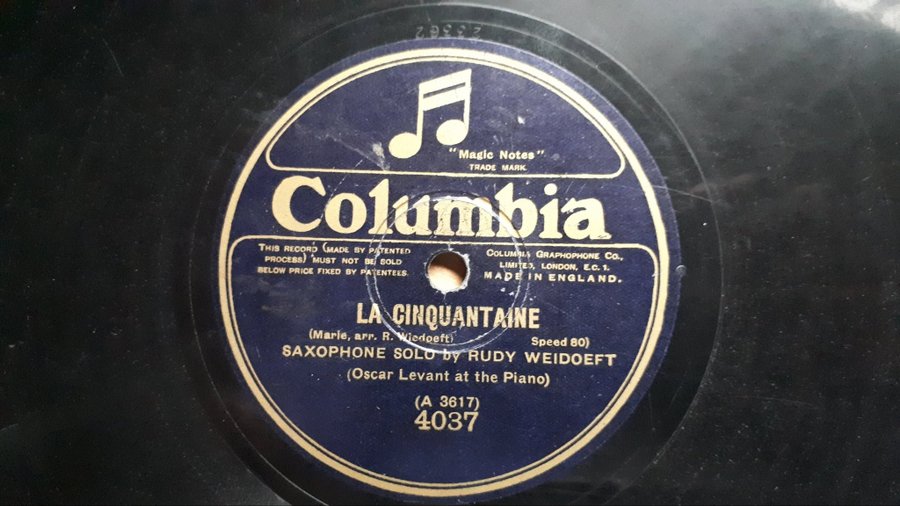 "Magic Notes"
TRADE MARK.
Columbia
THIS RECORD (MADE BY PATENTED
PROCESS) MUST NOT BE SOLD
BELOW PRICE FIXED BY PATENTEES.
COLUMBIA GRAPHOPHONE CO.,
LIMITED, LONDON, E.C. 1.
MADE IN ENGLAND.
LA CINQUANTAINE
(Marie, arr. R. Wiedoeft) Speed 80)
SAXOPHONE SOLO by RUDY WEIDOEFT
(Oscar Levant at the Piano)
(A 3617)
4037